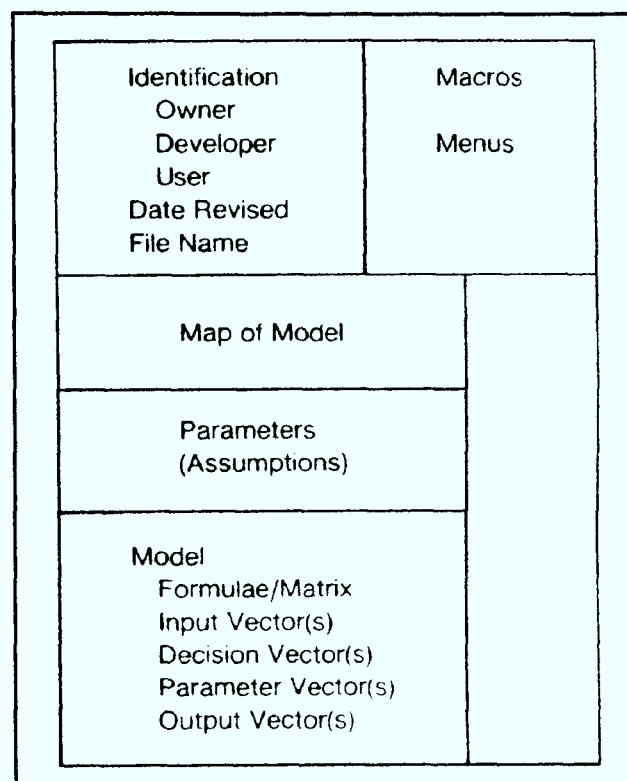 Identification
Owner
Developer
User
Date Revised
File Name
Macros
Menus
Map of Model
Parameters
(Assumptions)
Model
Formulae/Matrix
Input Vector(s)
Decision Vector(s)
Parameter Vector(s)
Output Vector(s)